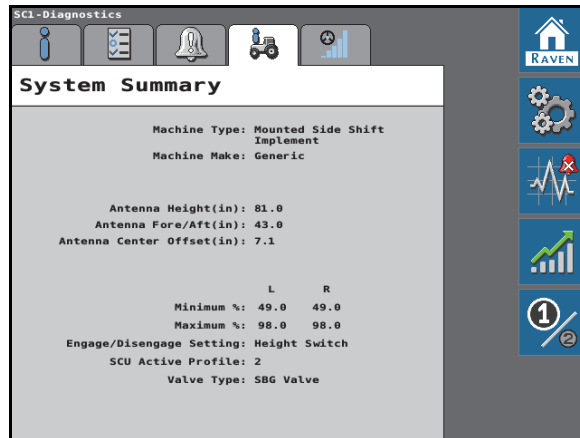 SC1-Diagnostics
RAVEN
System Summary
Machine Type: Mounted Side Shift
Implement
Machine Make: Generic
Antenna Height(in): 81.0
Antenna Fore/Aft(in): 43.0
Antenna Center Offset(in): 7.1
L R
Minimum %: 49.0 49.0
Maximum %: 98.0 98.0
Engage/Disengage Setting: Height Switch
SCU Active Profile: 2
Valve Type: SBG Valve
1/2